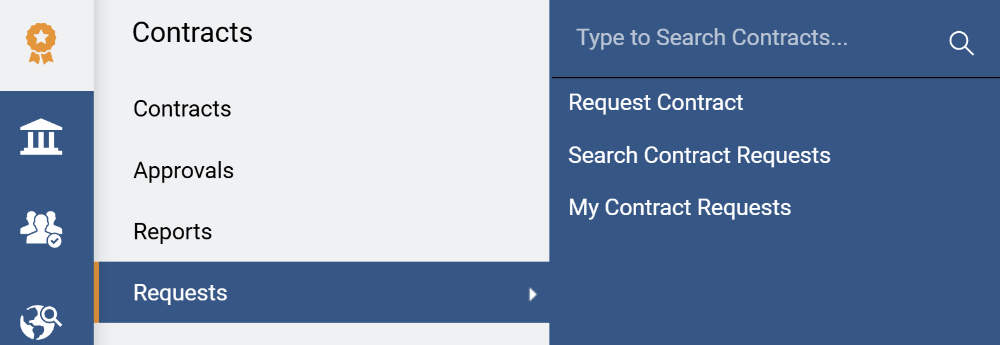 Contracts
Contracts
Approvals
Reports
Requests
Type to Search Contracts...
Request Contract
Search Contract Requests
My Contract Requests